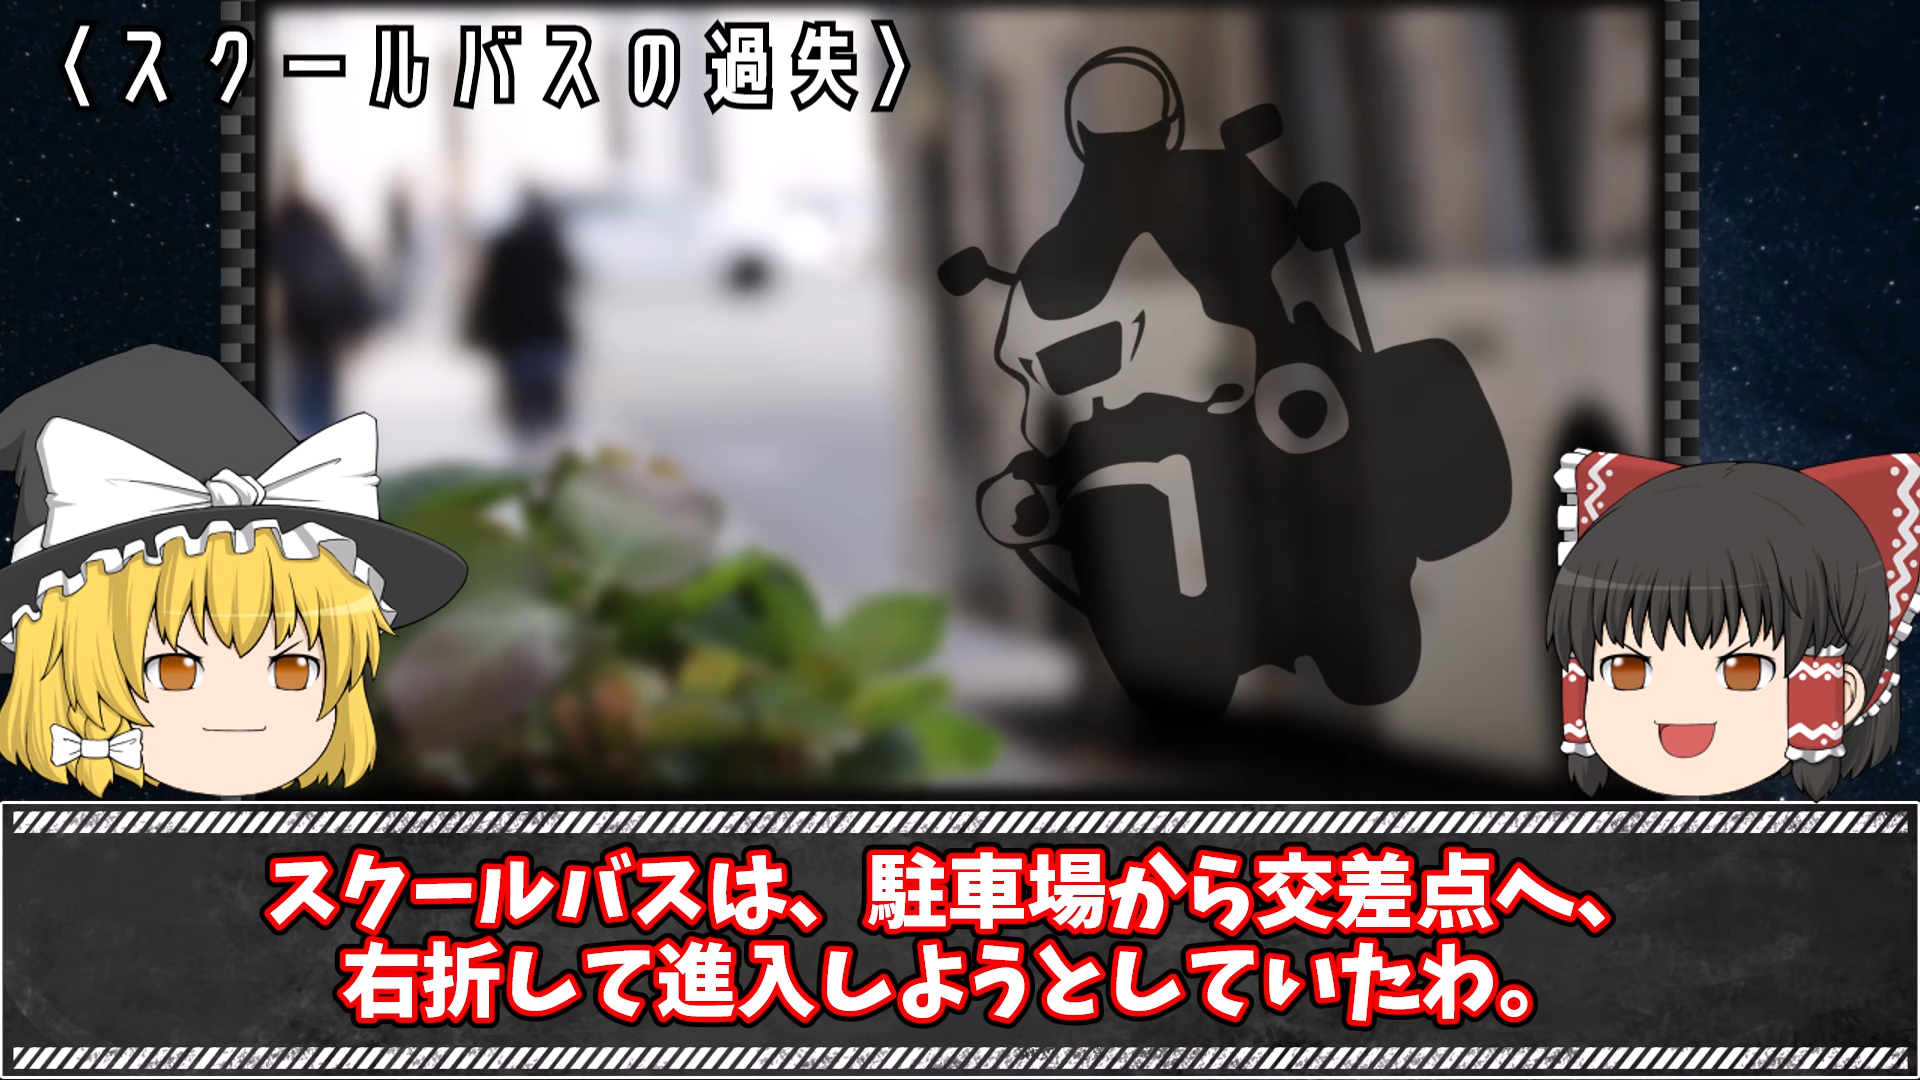 〈スクールバスの過失〉
スクールバスは、駐車場から交差点へ、
右折して進入しようとしていたわ。